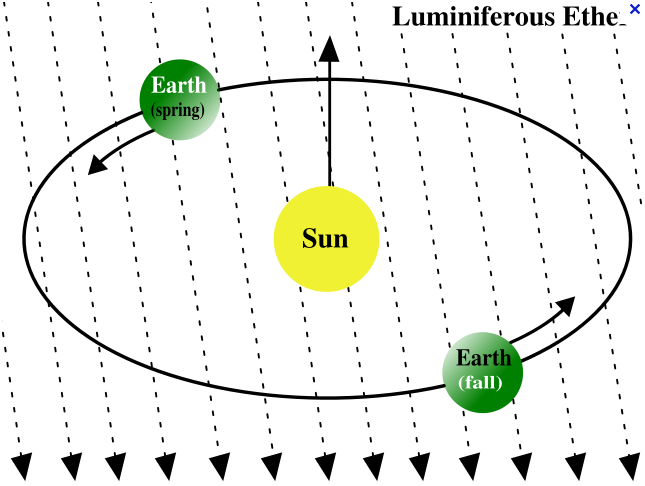 Luminiferous Ethe
Earth
(spring)
Sun
Earth
(fall)